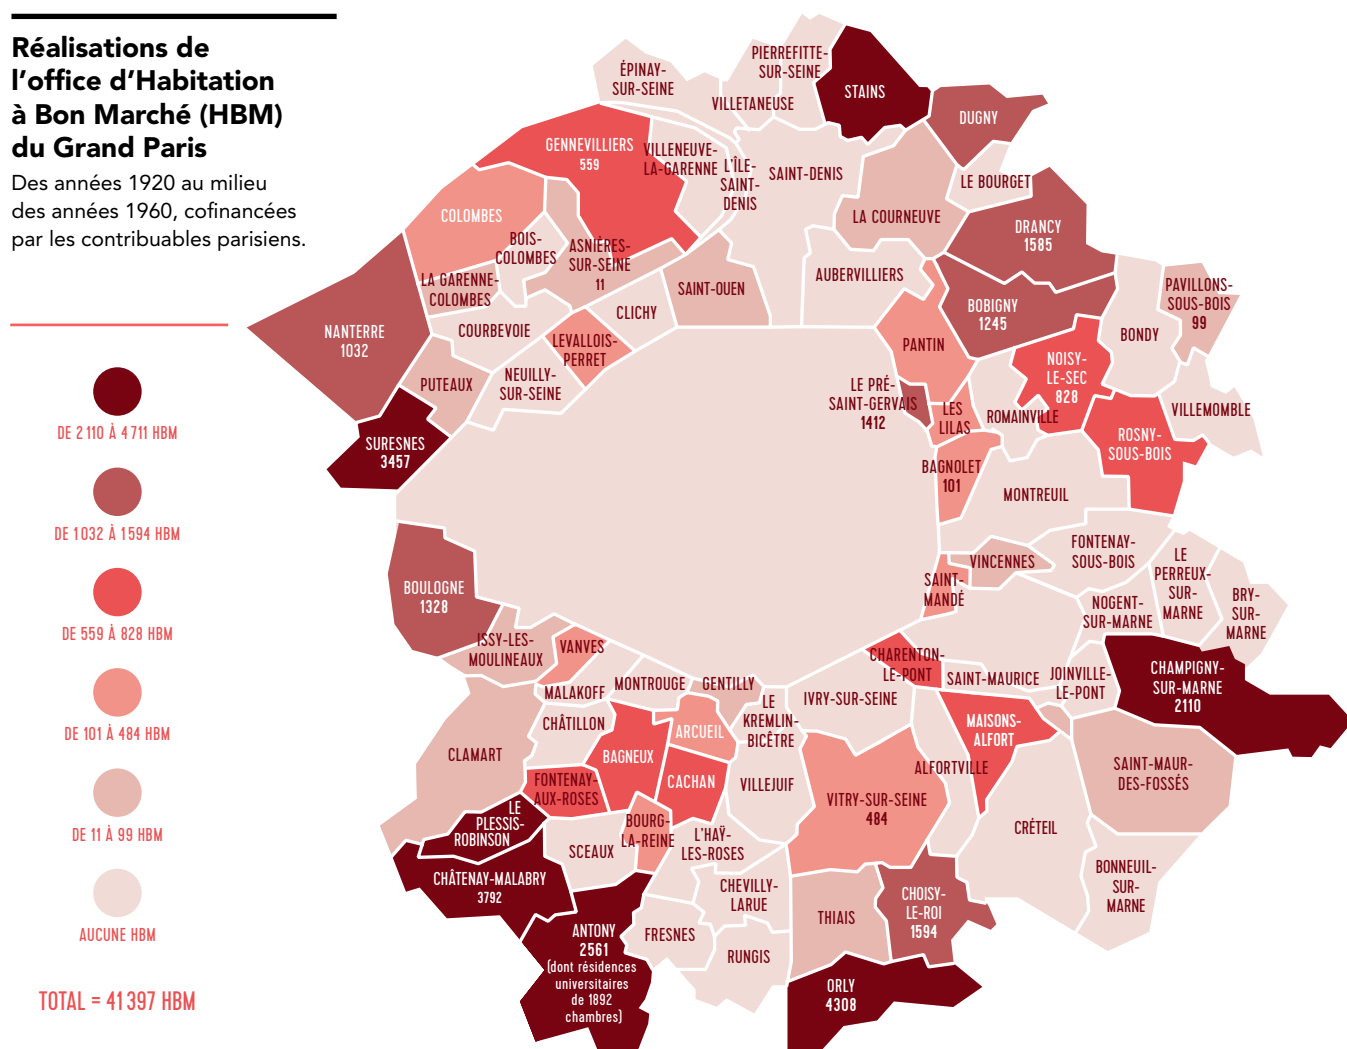 Réalisations de
l'office d'Habitation
à Bon Marché (HBM)
du Grand Paris
Des années 1920 au milieu
des années 1960, cofinancées
par les contribuables parisiens.
DE 2 110 À 4 711 HBM
DE 1 032 À 1 594 HBM
DE 559 À 828 HBM
DE 101 À 484 HBM
DE 11 À 99 HBM
AUCUNE HBM
TOTAL = 41 397 HBM
ÉPINAY-
SUR-SEINE
PIERREFITTE-
SUR-SEINE
VILLETANEUSE
STAINS
DUGNY
GENNEVILLIERS
559
VILLENEUVE-
LA-GARENNE
L'ÎLE-
SAINT-
DENIS
SAINT-DENIS
LE BOURGET
COLOMBES
LA COURNEUVE
DRANCY
1585
BOIS-
COLOMBES
ASNIÈRES-
SUR-SEINE
11
LA GARENNE-
COLOMBES
SAINT-OUEN
AUBERVILLIERS
PAVILLONS-
SOUS-BOIS
99
BOBIGNY
1245
CLICHY
NANTERRE
1032
COURBEVOIE
LEVALLOIS-
PERRET
PANTIN
BONDY
NOISY-
LE-SEC
828
PUTEAUX
NEUILLY-
SUR-SEINE
LE PRÉ-
SAINT-GERVAIS
1412
LES
LILAS
ROMAINVILLE
VILLEMOMBLE
SURESNES
3457
ROSNY-
SOUS-BOIS
BAGNOLET
101
MONTREUIL
FONTENAY-
SOUS-BOIS
VINCENNES
LE
PERREUX-
SUR-
MARNE
BOULOGNE
1328
SAINT-
MANDÉ
NOGENT-
SUR-MARNE
BRY-
SUR-
MARNE
ISSY-LES-
MOULINEAUX
VANVES
CHARENTON-
LE-PONT
SAINT-MAURICE
JOINVILLE-
LE-PONT
CHAMPIGNY-
SUR-MARNE
2110
MALAKOFF
MONTROUGE
GENTILLY
LE
KREMLIN-
BICÊTRE
IVRY-SUR-SEINE
CHÂTILLON
ARCUEIL
MAISONS-
ALFORT
CLAMART
BAGNEUX
ALFORTVILLE
SAINT-MAUR-
DES-FOSSÉS
FONTENAY-
AUX-ROSES
CACHAN
VILLEJUIF
VITRY-SUR-SEINE
484
LE
PLESSIS-
ROBINSON
BOURG-
LA-REINE
L'HAŸ-
LES-ROSES
CRÉTEIL
SCEAUX
CHÂTENAY-MALABRY
3792
CHEVILLY-
LARUE
BONNEUIL-
SUR-
MARNE
THIAIS
CHOISY-
LE-ROI
1594
ANTONY
2561
(dont résidences
universitaires
de 1892
chambres)
FRESNES
RUNGIS
ORLY
4308